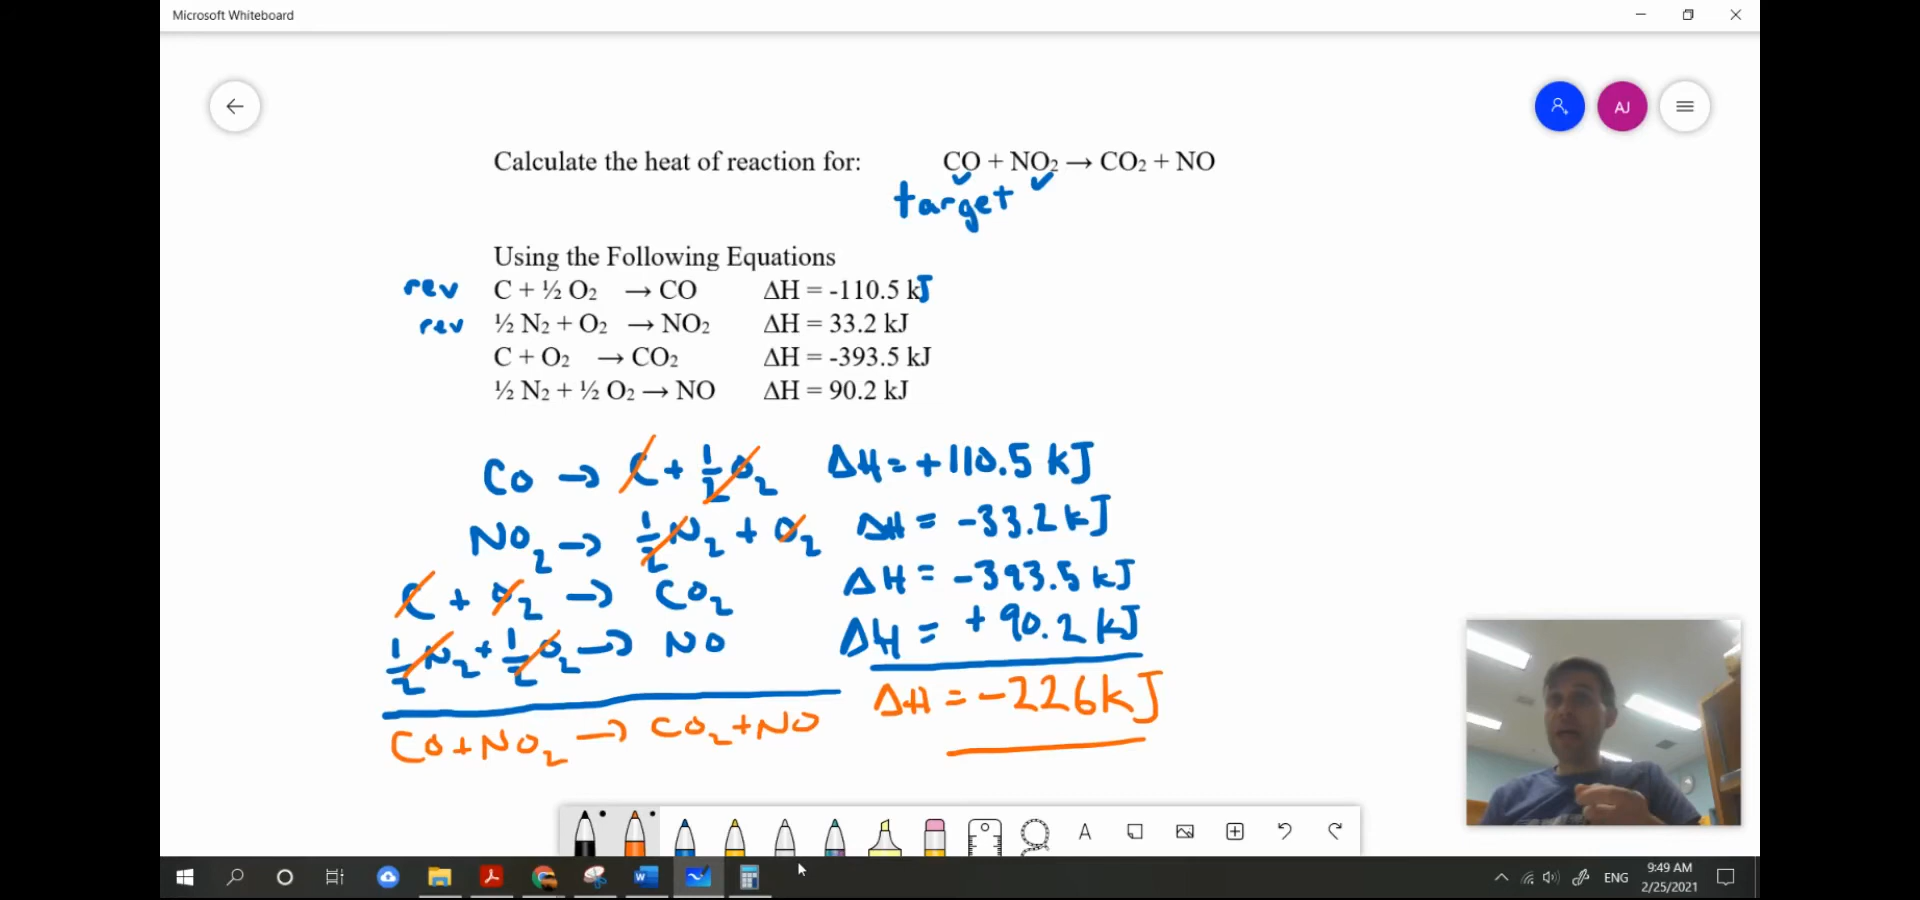 Microsoft Whiteboard
AJ
Calculate the heat of reaction for: CO + NO₂ → CO₂ + NO
target
Using the Following Equations
rev C + ½ O₂ → CO ΔH = -110.5 kJ
rev ½ N₂ + O₂ → NO₂ ΔH = 33.2 kJ
C + O₂ → CO₂ ΔH = -393.5 kJ
½ N₂ + ½ O₂ → NO ΔH = 90.2 kJ
CO → C + ½ O₂ ΔH = +110.5 kJ
NO₂ → ½ N₂ + O₂ ΔH = -33.2 kJ
C + O₂ → CO₂ ΔH = -393.5 kJ
½ N₂ + ½ O₂ → NO ΔH = +90.2 kJ
CO + NO₂ → CO₂ + NO ΔH = -226 kJ
A
ENG
9:49 AM
2/25/2021